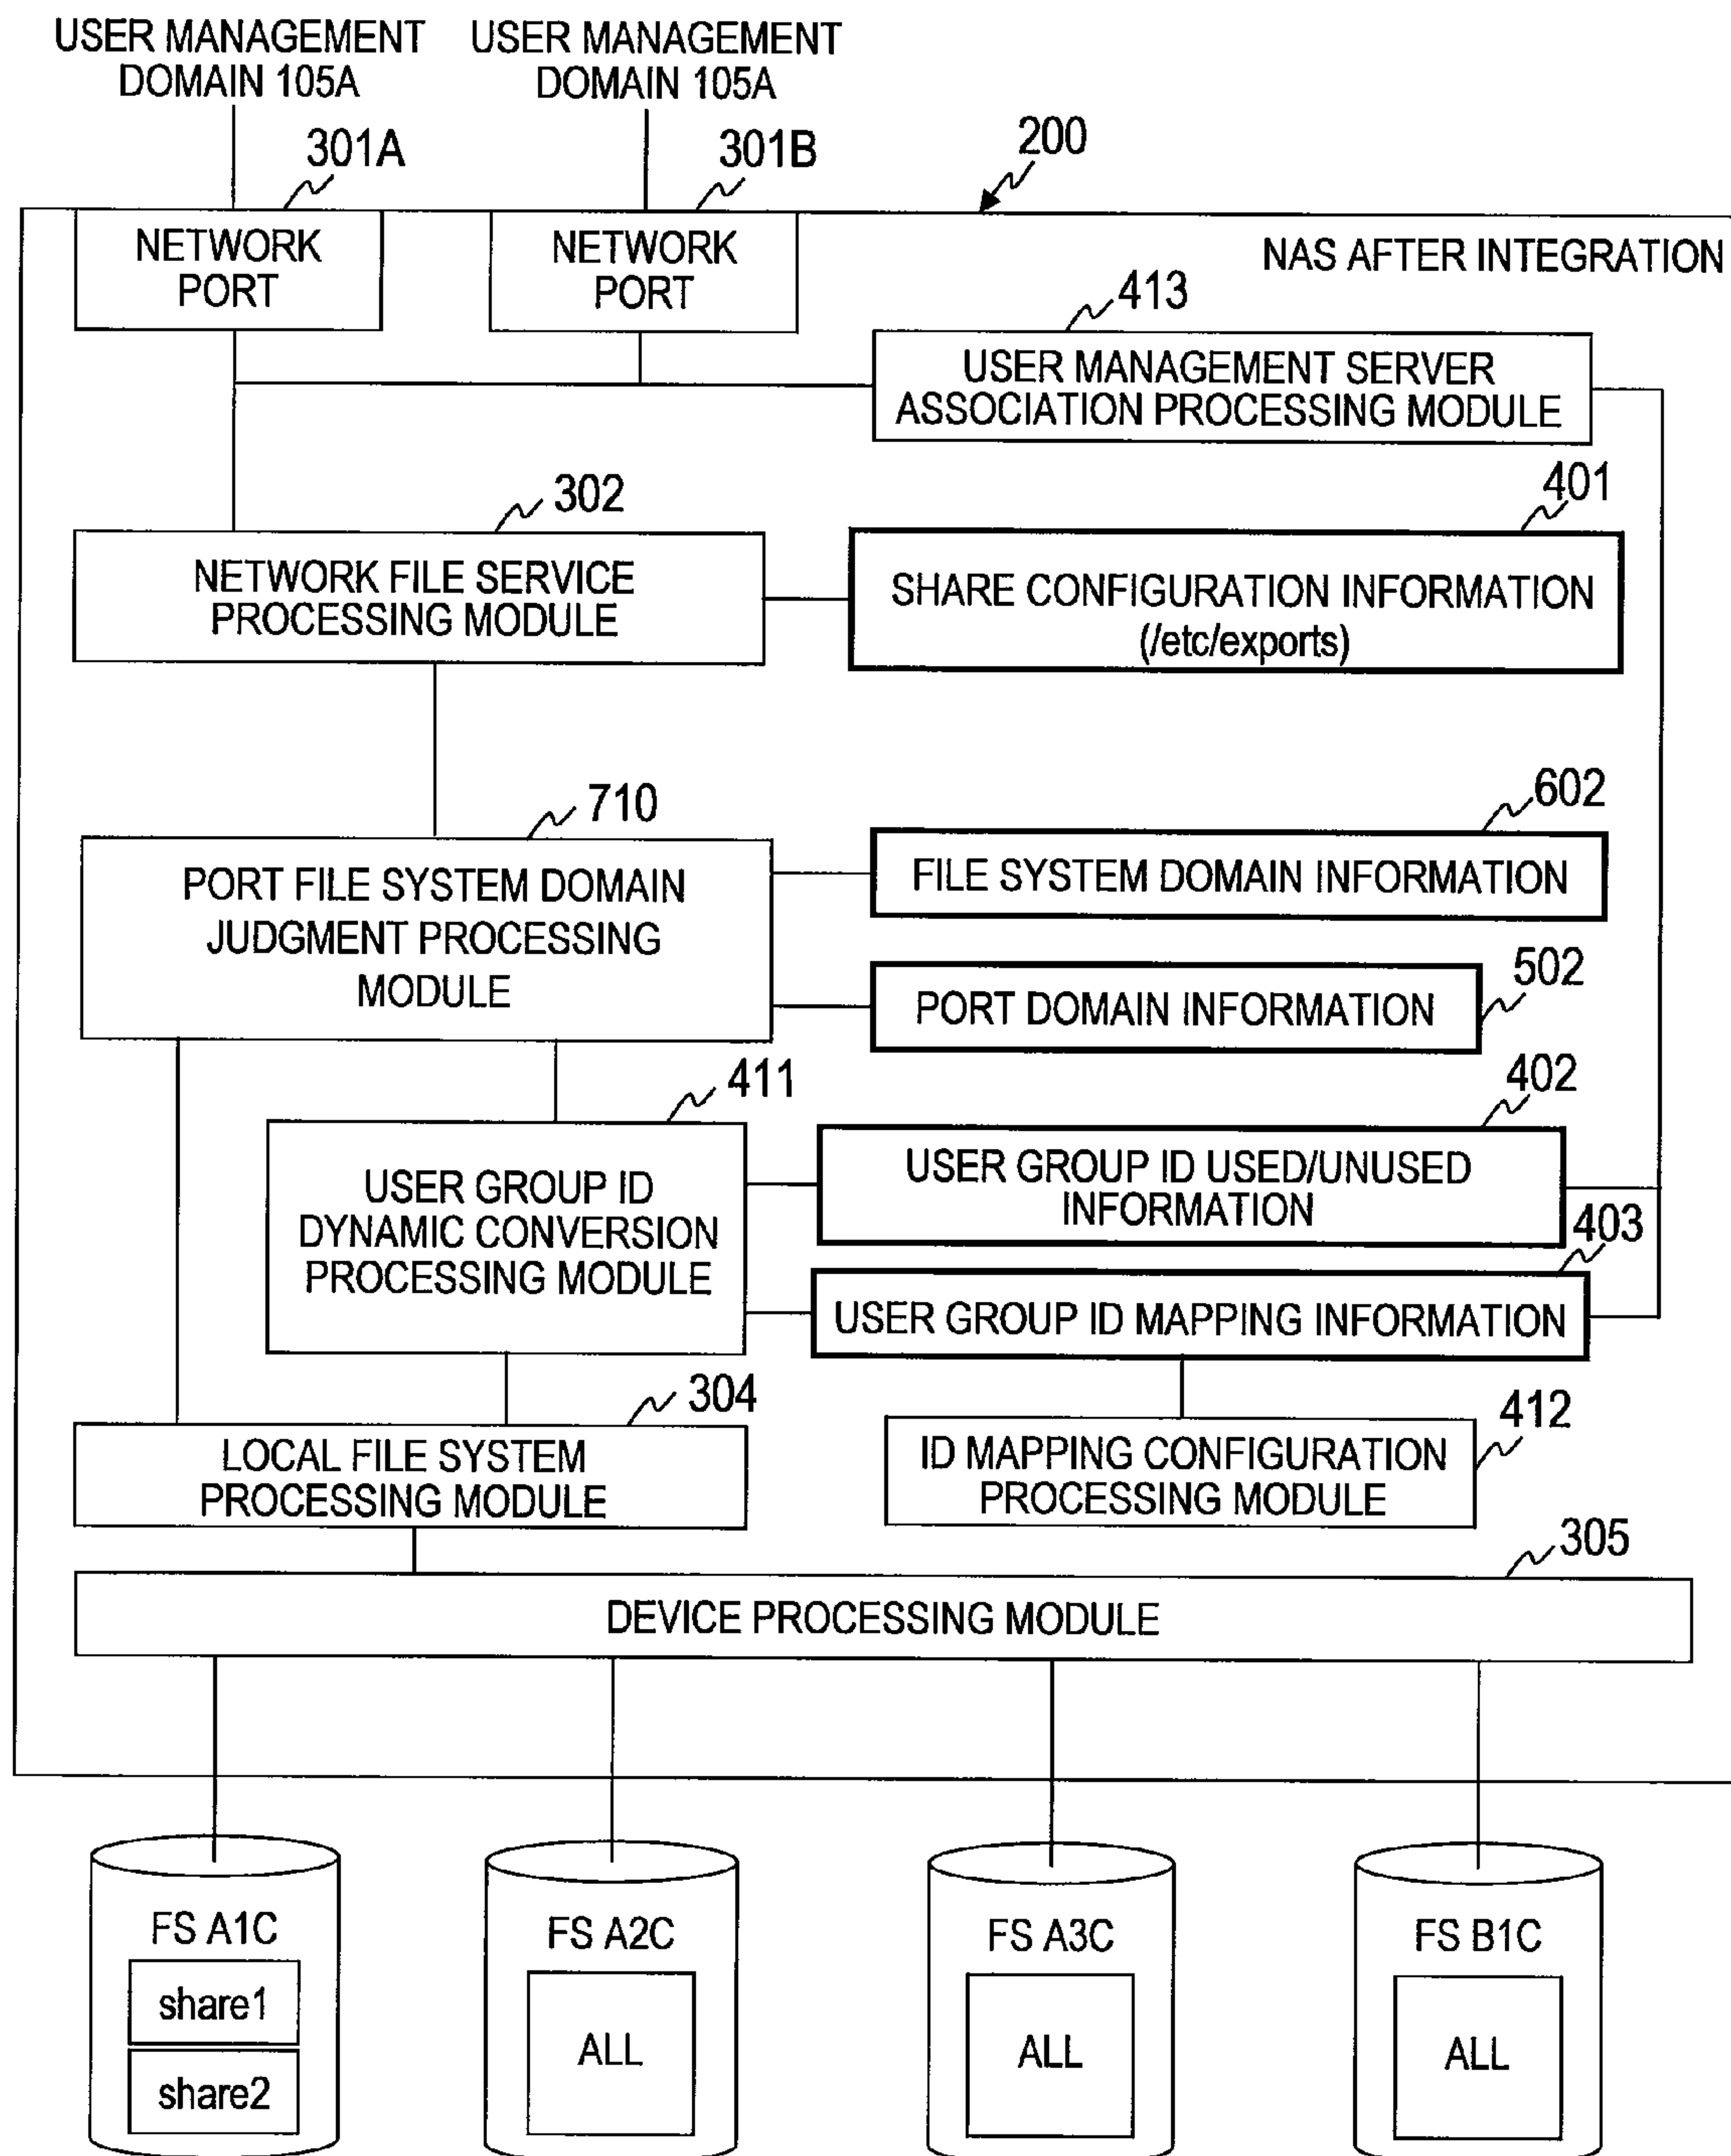 USER MANAGEMENT
DOMAIN 105A
USER MANAGEMENT
DOMAIN 105A
301A
301B
200
NETWORK
PORT
NETWORK
PORT
NAS AFTER INTEGRATION
413
USER MANAGEMENT SERVER
ASSOCIATION PROCESSING MODULE
302
401
NETWORK FILE SERVICE
PROCESSING MODULE
SHARE CONFIGURATION INFORMATION
(/etc/exports)
710
602
PORT FILE SYSTEM DOMAIN
JUDGMENT PROCESSING
MODULE
FILE SYSTEM DOMAIN INFORMATION
502
PORT DOMAIN INFORMATION
411
402
USER GROUP ID
DYNAMIC CONVERSION
PROCESSING MODULE
USER GROUP ID USED/UNUSED
INFORMATION
403
USER GROUP ID MAPPING INFORMATION
304
412
LOCAL FILE SYSTEM
PROCESSING MODULE
ID MAPPING CONFIGURATION
PROCESSING MODULE
305
DEVICE PROCESSING MODULE
FS A1C
share1
share2
FS A2C
ALL
FS A3C
ALL
FS B1C
ALL